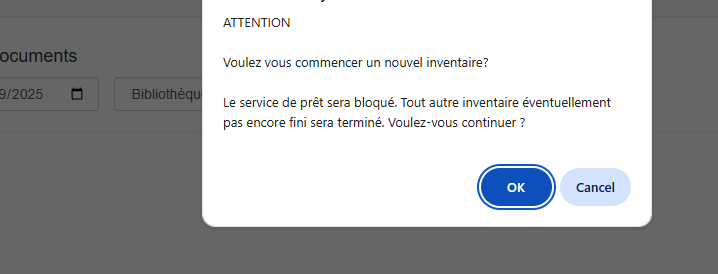 ATTENTION
Voulez vous commencer un nouvel inventaire?
ocuments
9/2025
Bibliothèqu
Le service de prêt sera bloqué. Tout autre inventaire éventuellement
pas encore fini sera terminé. Voulez-vous continuer ?
OK
Cancel